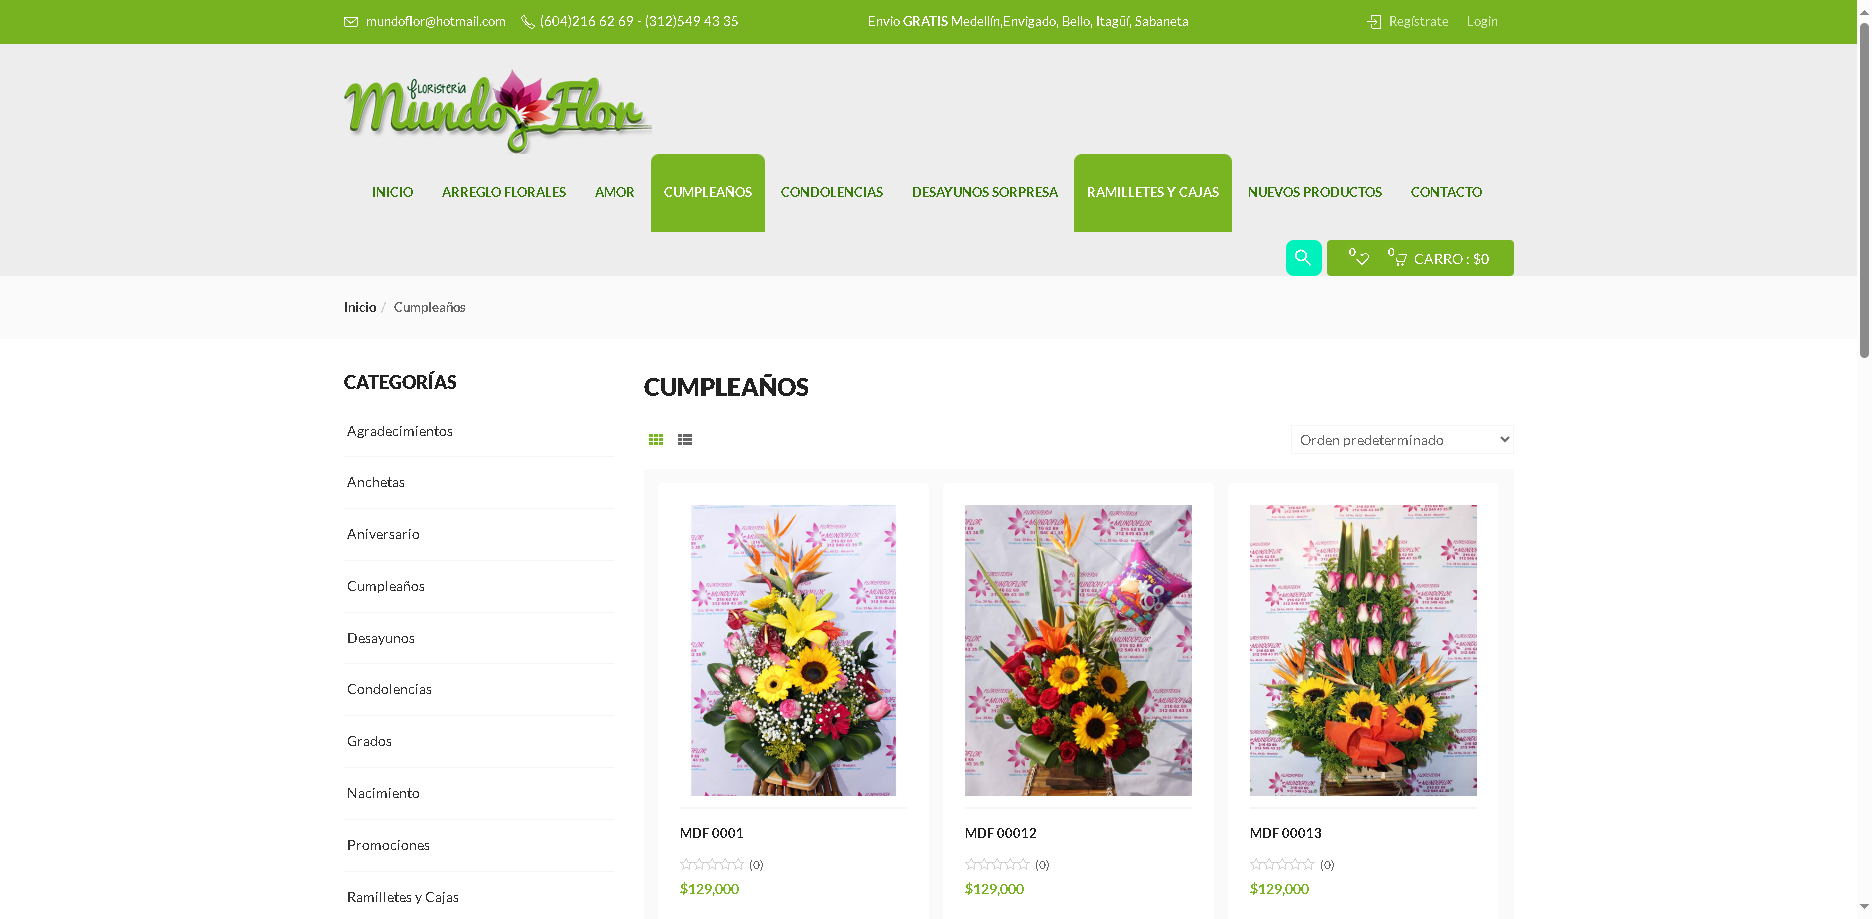 mundoflor@hotmail.com (604)216 62 69 - (312)549 43 35 Envio GRATIS Medellín,Envigado, Bello, Itagüí, Sabaneta Regístrate Login
FLORISTERIA
Mundo Flor
INICIO ARREGLO FLORALES AMOR CUMPLEAÑOS CONDOLENCIAS DESAYUNOS SORPRESA RAMILLETES Y CAJAS NUEVOS PRODUCTOS CONTACTO
0 0 CARRO : $0
Inicio / Cumpleaños
CATEGORÍAS
Agradecimientos
Anchetas
Aniversario
Cumpleaños
Desayunos
Condolencias
Grados
Nacimiento
Promociones
Ramilletes y Cajas
CUMPLEAÑOS
Orden predeterminado
MDF 0001
(0)
$129,000
MDF 00012
(0)
$129,000
MDF 00013
(0)
$129,000